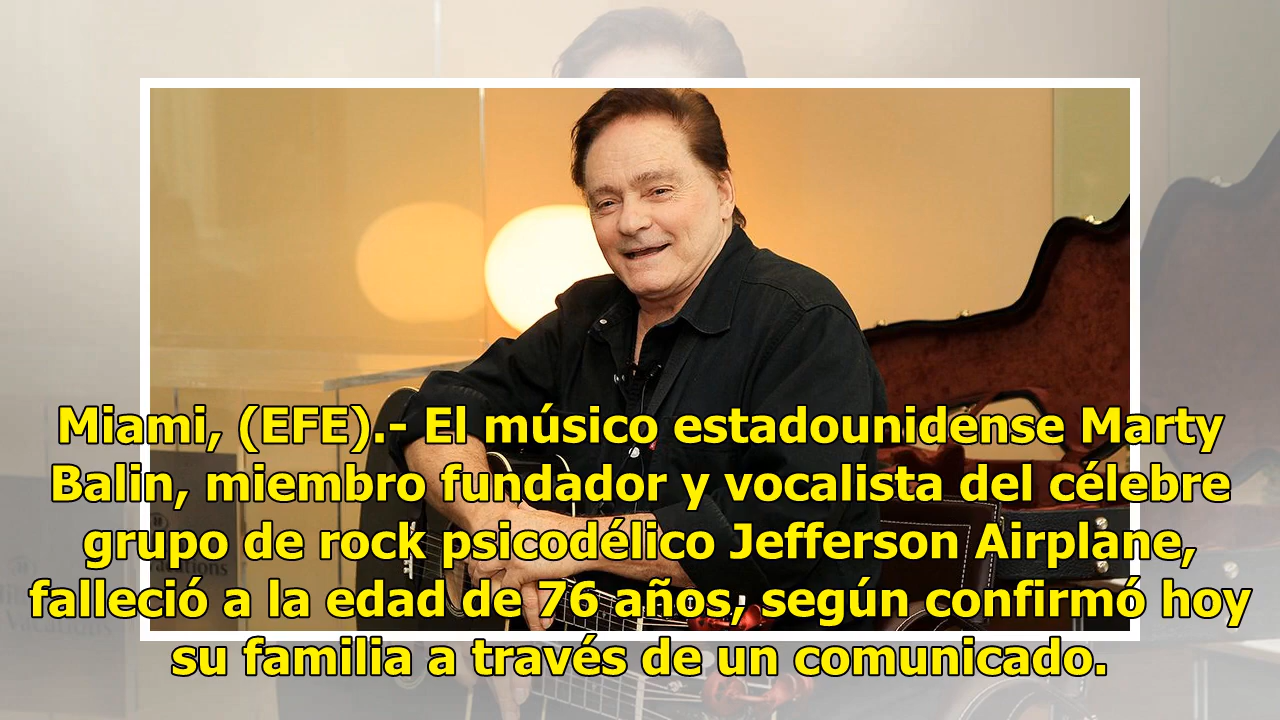 Miami, (EFE).- El músico estadounidense Marty
Balin, miembro fundador y vocalista del célebre
grupo de rock psicodélico Jefferson Airplane,
falleció a la edad de 76 años, según confirmó hoy
su familia a través de un comunicado.